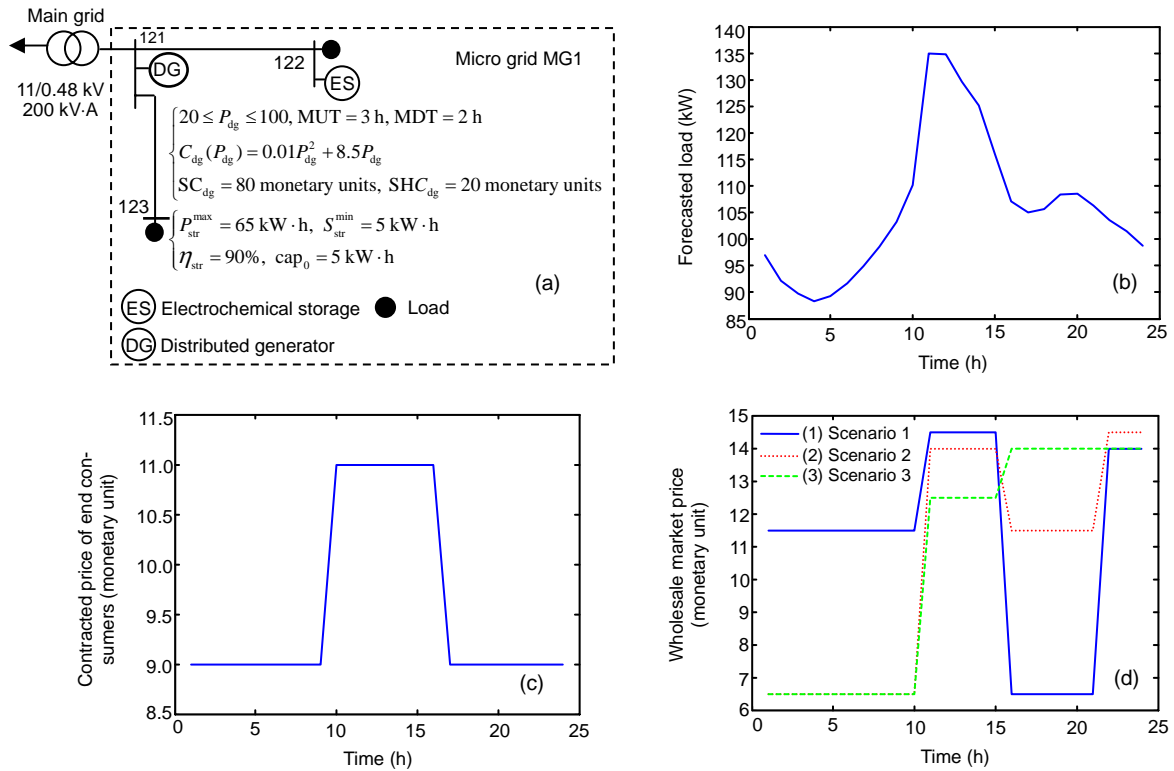 Main grid
121
122
DG
ES
Micro grid MG1
11/0.48 kV
200 kV·A
20 ≤ P_dg ≤ 100, MUT = 3 h, MDT = 2 h
C_dg(P_dg) = 0.01P_dg^2 + 8.5P_dg
SC_dg = 80 monetary units, SHC_dg = 20 monetary units
123
P_str^max = 65 kW·h, S_str^min = 5 kW·h
η_str = 90%, cap_0 = 5 kW·h
(a)
ES Electrochemical storage
Load
DG Distributed generator
Forecasted load (kW)
140
135
130
125
120
115
110
105
100
95
90
85
0 5 10 15 20 25
Time (h)
(b)
Contracted price of end con-
sumers (monetary unit)
11.5
11.0
10.5
10.0
9.5
9.0
8.5
0 5 10 15 20 25
Time (h)
(c)
Wholesale market price
(monetary unit)
15
14
13
12
11
10
9
8
7
6
(1) Scenario 1
(2) Scenario 2
(3) Scenario 3
0 5 10 15 20 25
Time (h)
(d)